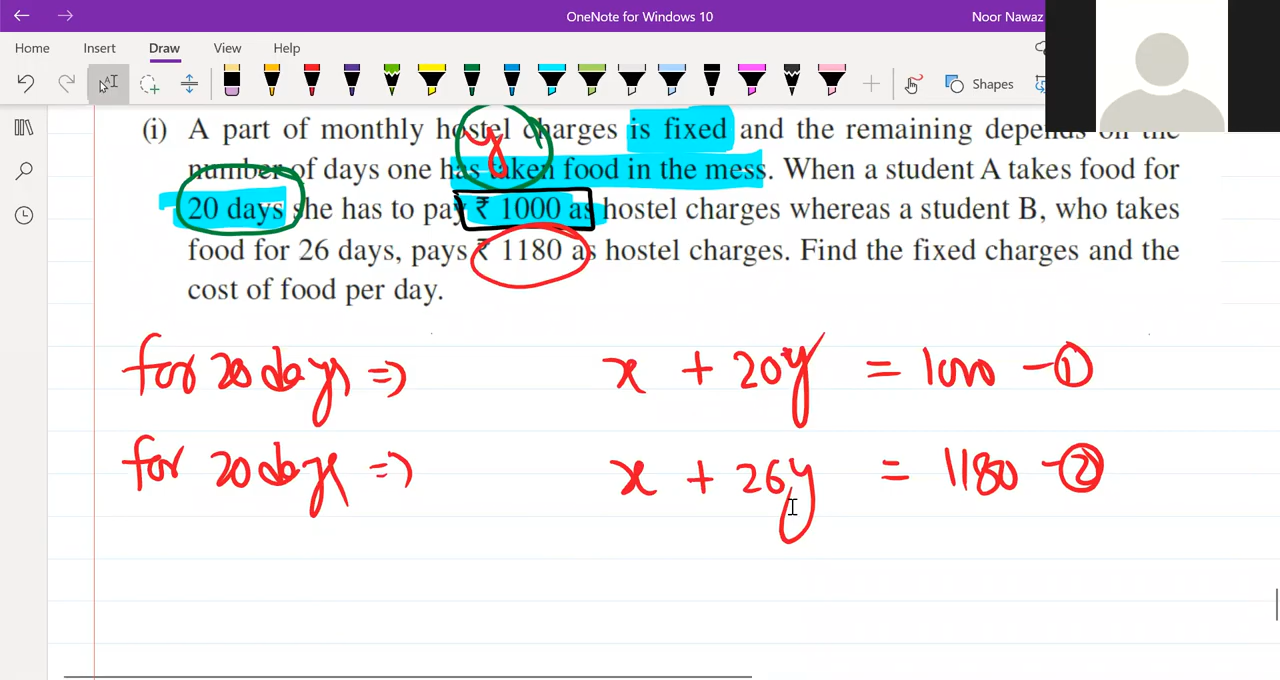 OneNote for Windows 10
Noor Nawaz
Home Insert Draw View Help
Shapes
(i) A part of monthly hostel charges is fixed and the remaining depends on the
y
number of days one has taken food in the mess. When a student A takes food for
20 days she has to pay ₹ 1000 as hostel charges whereas a student B, who takes
food for 26 days, pays ₹ 1180 as hostel charges. Find the fixed charges and the
cost of food per day.
for 20 days => x + 20y = 1000 - ①
for 20 days => x + 26y = 1180 - ②